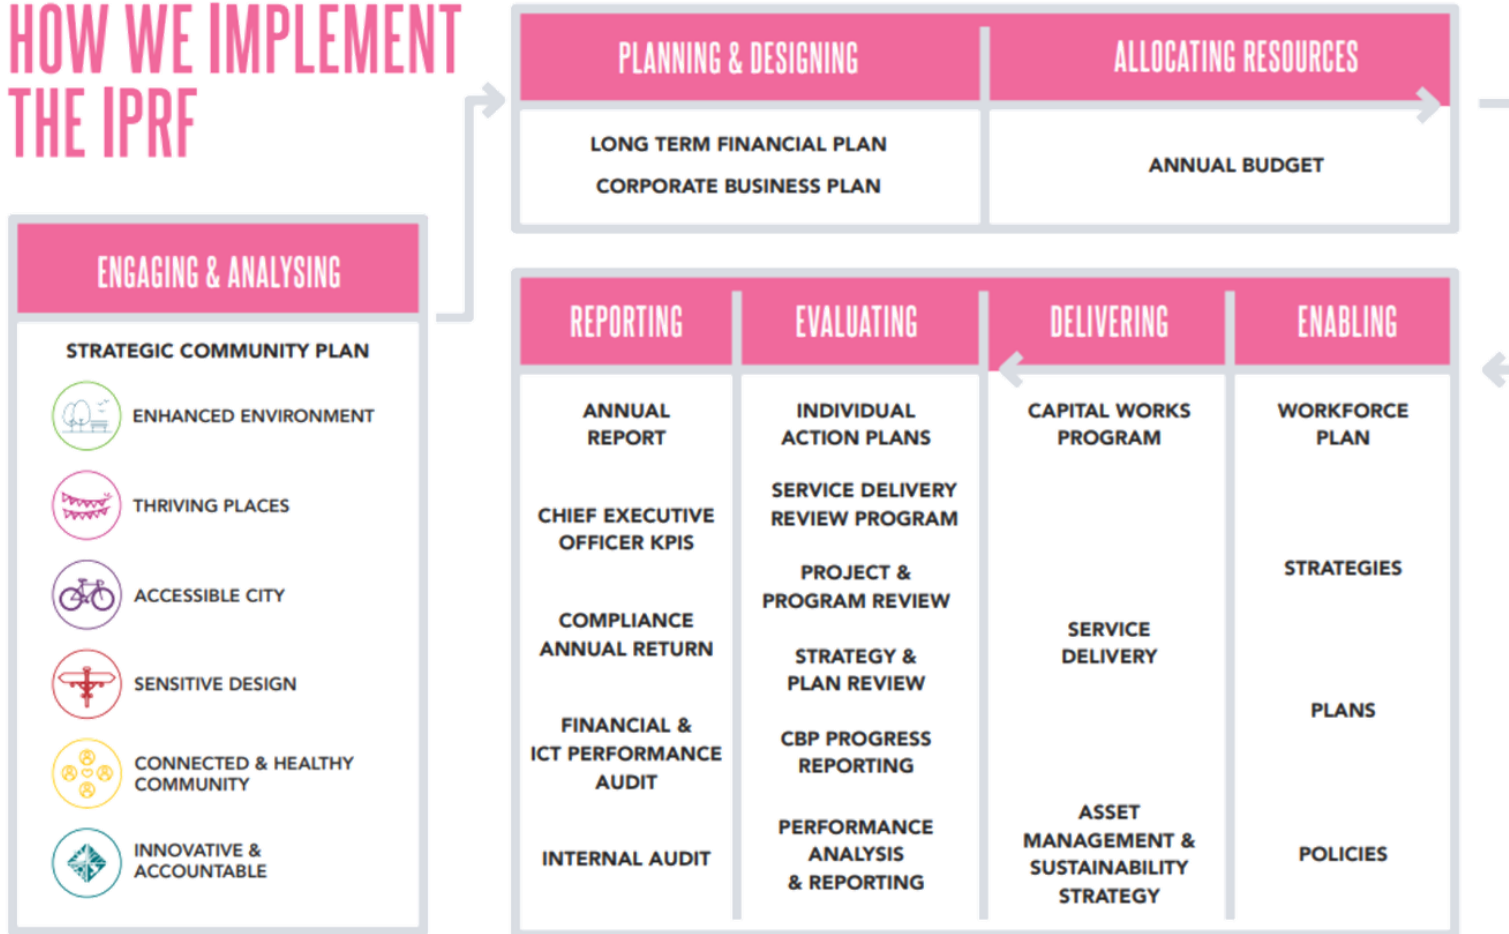 HOW WE IMPLEMENT
THE IPRF
ENGAGING & ANALYSING
STRATEGIC COMMUNITY PLAN
ENHANCED ENVIRONMENT
THRIVING PLACES
ACCESSIBLE CITY
SENSITIVE DESIGN
CONNECTED & HEALTHY
COMMUNITY
INNOVATIVE &
ACCOUNTABLE
PLANNING & DESIGNING
LONG TERM FINANCIAL PLAN
CORPORATE BUSINESS PLAN
ALLOCATING RESOURCES
ANNUAL BUDGET
REPORTING
ANNUAL
REPORT
CHIEF EXECUTIVE
OFFICER KPIS
COMPLIANCE
ANNUAL RETURN
FINANCIAL &
ICT PERFORMANCE
AUDIT
INTERNAL AUDIT
EVALUATING
INDIVIDUAL
ACTION PLANS
SERVICE DELIVERY
REVIEW PROGRAM
PROJECT &
PROGRAM REVIEW
STRATEGY &
PLAN REVIEW
CBP PROGRESS
REPORTING
PERFORMANCE
ANALYSIS
& REPORTING
DELIVERING
CAPITAL WORKS
PROGRAM
SERVICE
DELIVERY
ASSET
MANAGEMENT &
SUSTAINABILITY
STRATEGY
ENABLING
WORKFORCE
PLAN
STRATEGIES
PLANS
POLICIES